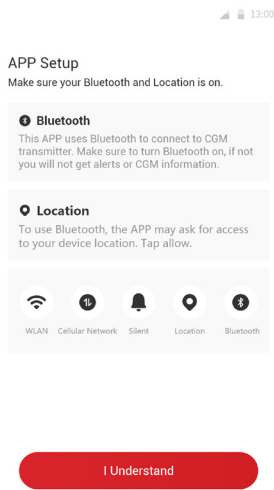 13:00
APP Setup
Make sure your Bluetooth and Location is on.
Bluetooth
This APP uses Bluetooth to connect to CGM
transmitter. Make sure to turn Bluetooth on, if not
you will not get alerts or CGM information.
Location
To use Bluetooth, the APP may ask for access
to your device location. Tap allow.
WLAN Cellular Network Silent Location Bluetooth
I Understand